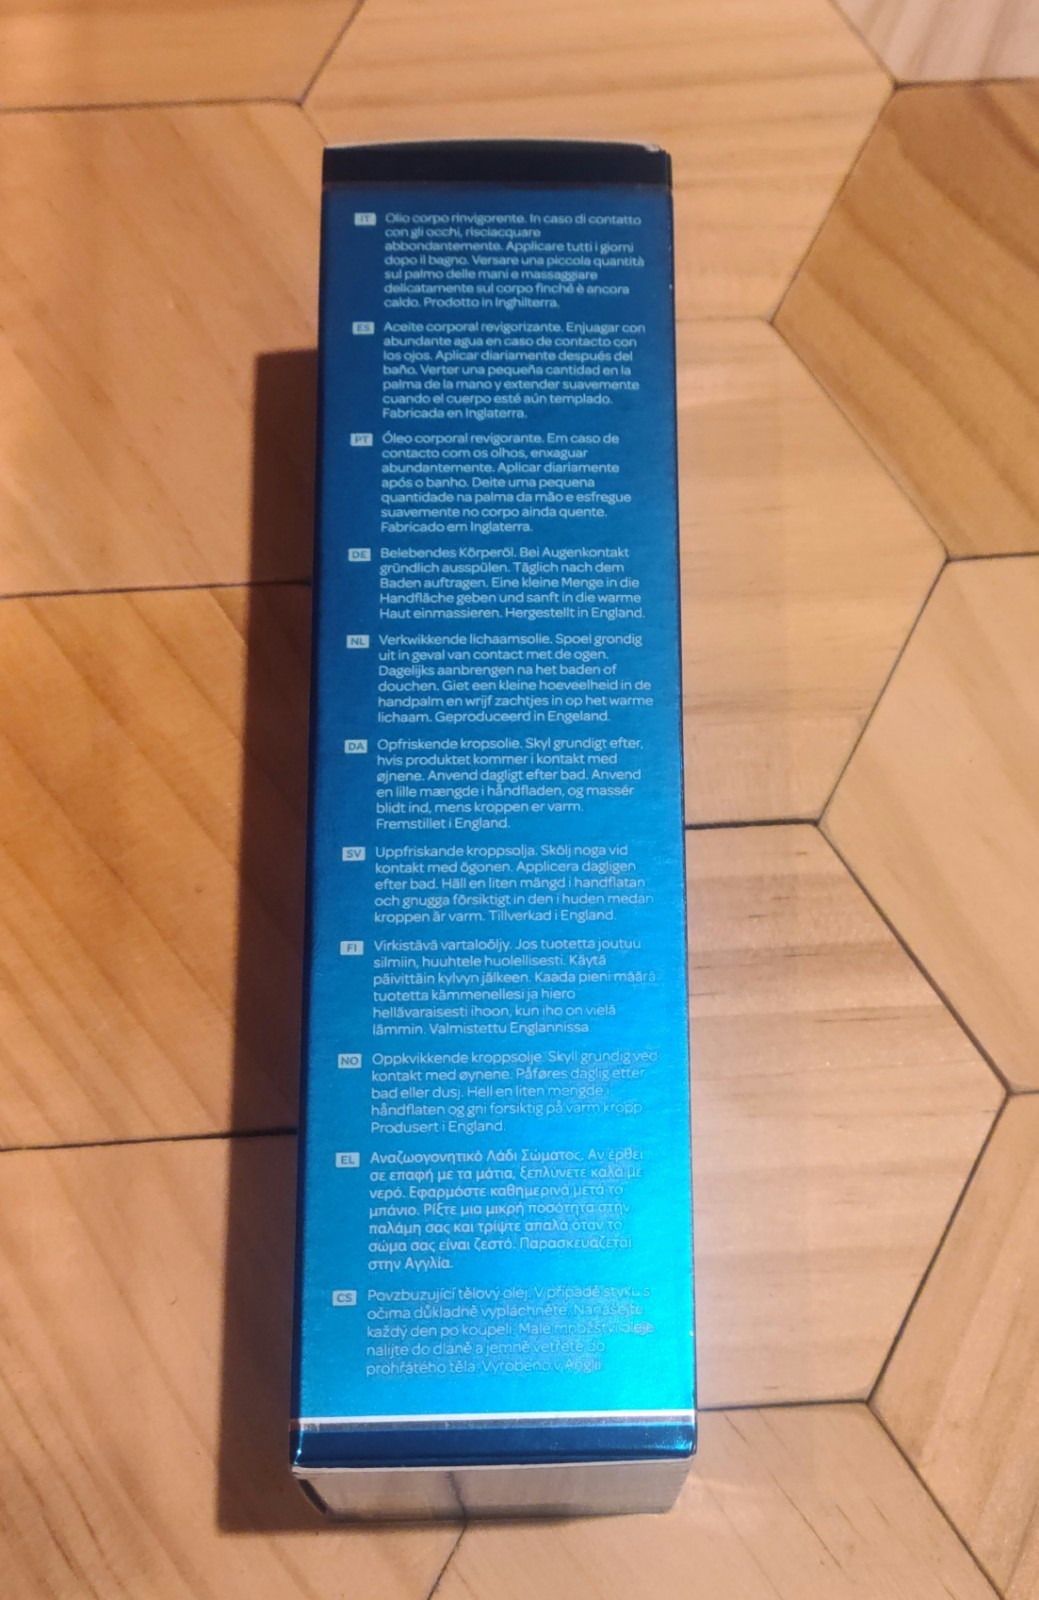 IT Olio corpo rinvigorente. In caso di contatto
con gli occhi, risciacquare
abbondantemente. Applicare tutti i giorni
dopo il bagno. Versare una piccola quantità
sul palmo delle mani e massaggiare
delicatamente sul corpo finché è ancora
caldo. Prodotto in Inghilterra.
ES Aceite corporal revigorizante. Enjuagar con
abundante agua en caso de contacto con
los ojos. Aplicar diariamente después del
baño. Verter una pequeña cantidad en la
palma de la mano y extender suavemente
cuando el cuerpo esté aún templado.
Fabricada en Inglaterra.
PT Óleo corporal revigorante. Em caso de
contacto com os olhos, enxaguar
abundantemente. Aplicar diariamente
após o banho. Deite uma pequena
quantidade na palma da mão e esfregue
suavemente no corpo ainda quente.
Fabricado em Inglaterra.
DE Belebendes Körperöl. Bei Augenkontakt
gründlich ausspülen. Täglich nach dem
Baden auftragen. Eine kleine Menge in die
Handfläche geben und sanft in die warme
Haut einmassieren. Hergestellt in England.
NL Verkwikkende lichaamsolie. Spoel grondig
uit in geval van contact met de ogen.
Dagelijks aanbrengen na het baden of
douchen. Giet een kleine hoeveelheid in de
handpalm en wrijf zachtjes in op het warme
lichaam. Geproduceerd in Engeland.
DA Opfriskende kropsolie. Skyl grundigt efter,
hvis produktet kommer i kontakt med
øjnene. Anvend dagligt efter bad. Anvend
en lille mængde i håndfladen, og massér
blidt ind, mens kroppen er varm.
Fremstillet i England.
SV Uppfriskande kroppsolja. Skölj noga vid
kontakt med ögonen. Applicera dagligen
efter bad. Häll en liten mängd i handflatan
och gnugga försiktigt in den i huden medan
kroppen är varm. Tillverkad i England.
FI Virkistävä vartaloöljy. Jos tuotetta joutuu
silmiin, huuhtele huolellisesti. Käytä
päivittäin kylvyn jälkeen. Kaada pieni määrä
tuotetta kämmenellesi ja hiero
hellävaraisesti ihoon, kun iho on vielä
lämmin. Valmistettu Englannissa
NO Oppkvikkende kroppsolje. Skyll grundig ved
kontakt med øynene. Påføres daglig etter
bad eller dusj. Hell en liten mengde i
håndflaten og gni forsiktig på varm kropp.
Produsert i England.
EL Αναζωογονητικό Λάδι Σώματος. Αν έρθει
σε επαφή με τα μάτια, ξεπλύνετε καλά με
νερό. Εφαρμόστε καθημερινά μετά το
μπάνιο. Ρίξτε μια μικρή ποσότητα στην
παλάμη σας και τρίψτε απαλά όταν το
σώμα σας είναι ζεστό. Παρασκευάζεται
στην Αγγλία.
CS Povzbuzující tělový olej. V případě styku s
očima důkladně vypláchněte. Nanášejte
každý den po koupeli. Malé množství oleje
nalijte do dlaně a jemně vetřete do
prohřátého těla. Vyrobeno v Anglii.